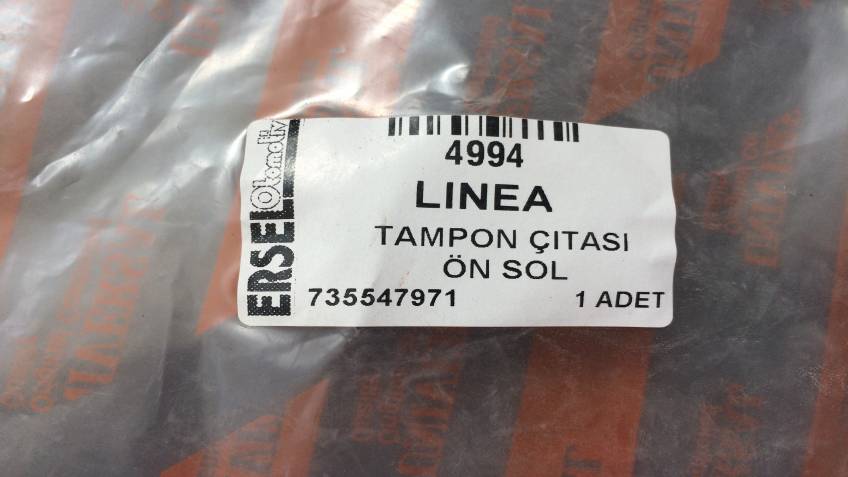 ERSEL Otomotiv
4994
LINEA
TAMPON ÇITASI
ÖN SOL
735547971 1 ADET